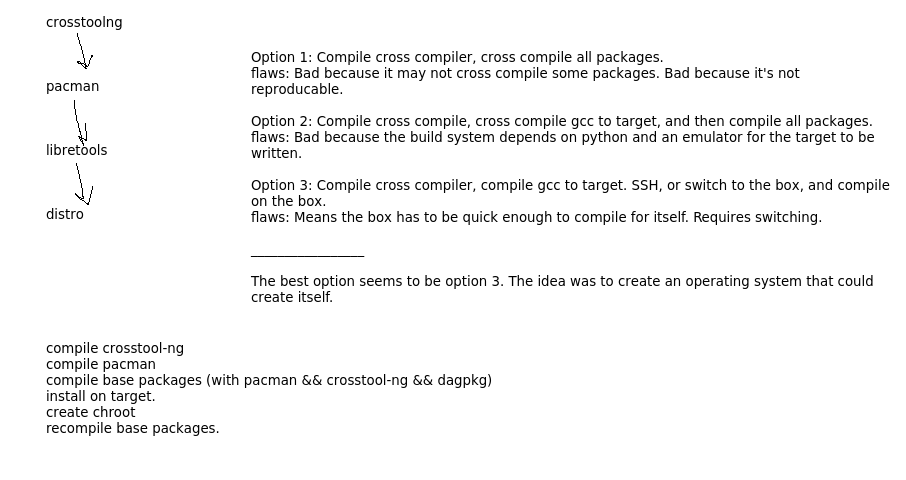 crosstoolng
pacman
libretools
distro
Option 1: Compile cross compiler, cross compile all packages.
flaws: Bad because it may not cross compile some packages. Bad because it's not
reproducable.
Option 2: Compile cross compile, cross compile gcc to target, and then compile all packages.
flaws: Bad because the build system depends on python and an emulator for the target to be
written.
Option 3: Compile cross compiler, compile gcc to target. SSH, or switch to the box, and compile
on the box.
flaws: Means the box has to be quick enough to compile for itself. Requires switching.
_________________
The best option seems to be option 3. The idea was to create an operating system that could
create itself.
compile crosstool-ng
compile pacman
compile base packages (with pacman && crosstool-ng && dagpkg)
install on target.
create chroot
recompile base packages.